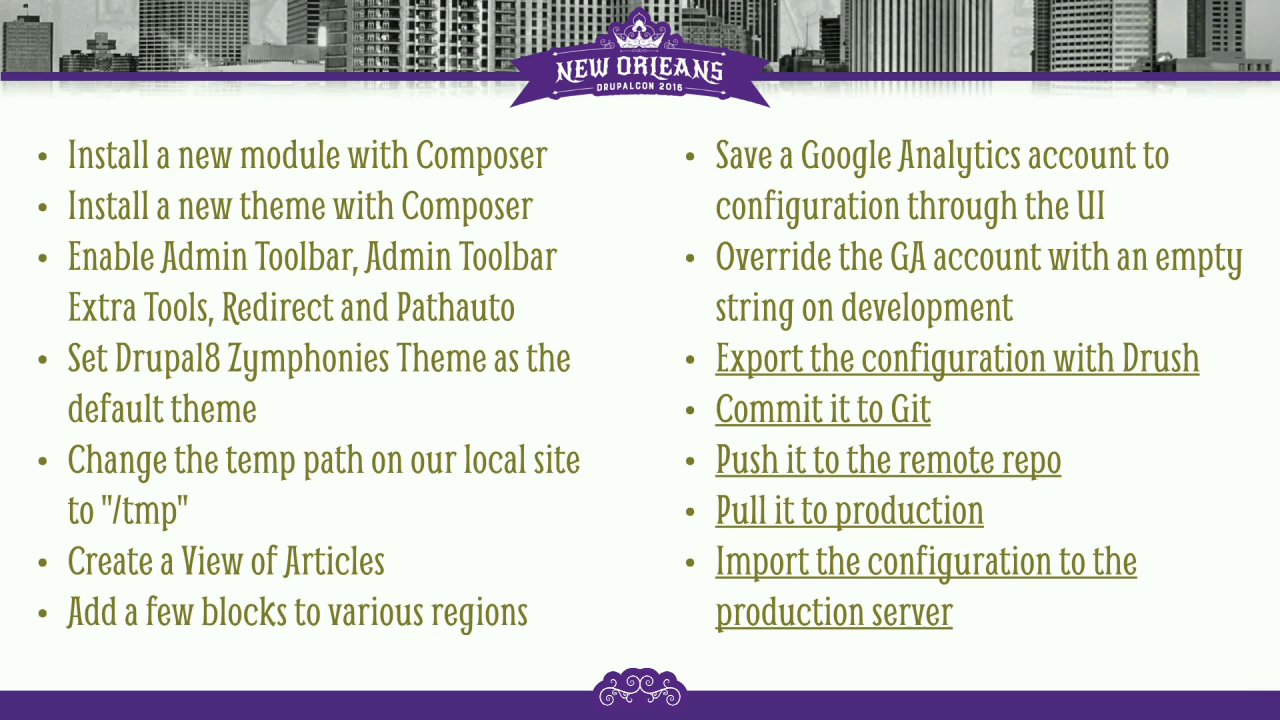 NEW ORLEANS
DRUPALCON 2016
• Install a new module with Composer
• Install a new theme with Composer
• Enable Admin Toolbar, Admin Toolbar
Extra Tools, Redirect and Pathauto
• Set Drupal8 Zymphonies Theme as the
default theme
• Change the temp path on our local site
to "/tmp"
• Create a View of Articles
• Add a few blocks to various regions
• Save a Google Analytics account to
configuration through the UI
• Override the GA account with an empty
string on development
• Export the configuration with Drush
• Commit it to Git
• Push it to the remote repo
• Pull it to production
• Import the configuration to the
production server